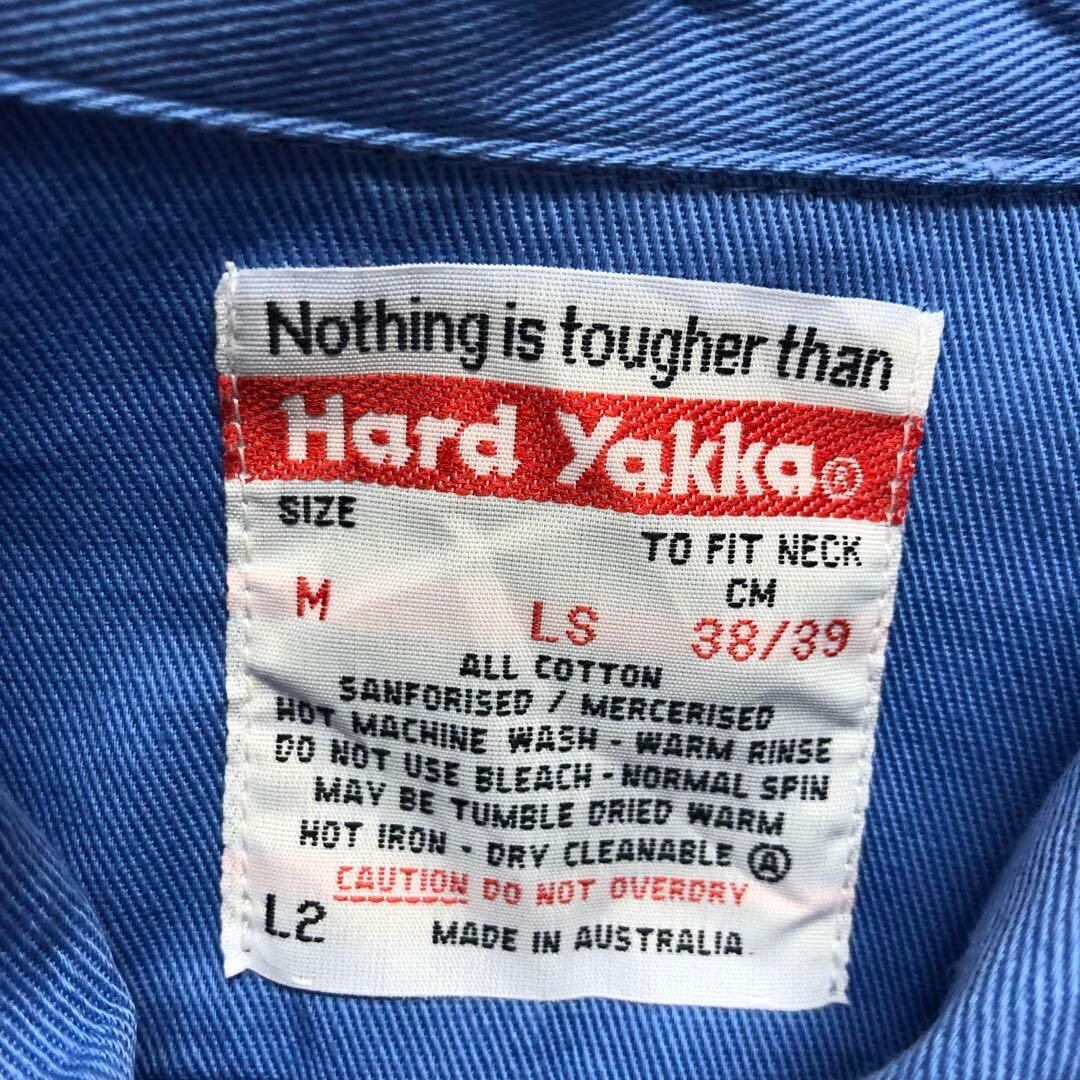 Nothing is tougher than
Hard Yakka®
SIZE
TO FIT NECK
CM
M LS 38/39
ALL COTTON
SANFORISED / MERCERISED
HOT MACHINE WASH - WARM RINSE
DO NOT USE BLEACH - NORMAL SPIN
MAY BE TUMBLE DRIED WARM
HOT IRON - DRY CLEANABLE Ⓐ
CAUTION DO NOT OVERDRY
L2 MADE IN AUSTRALIA.